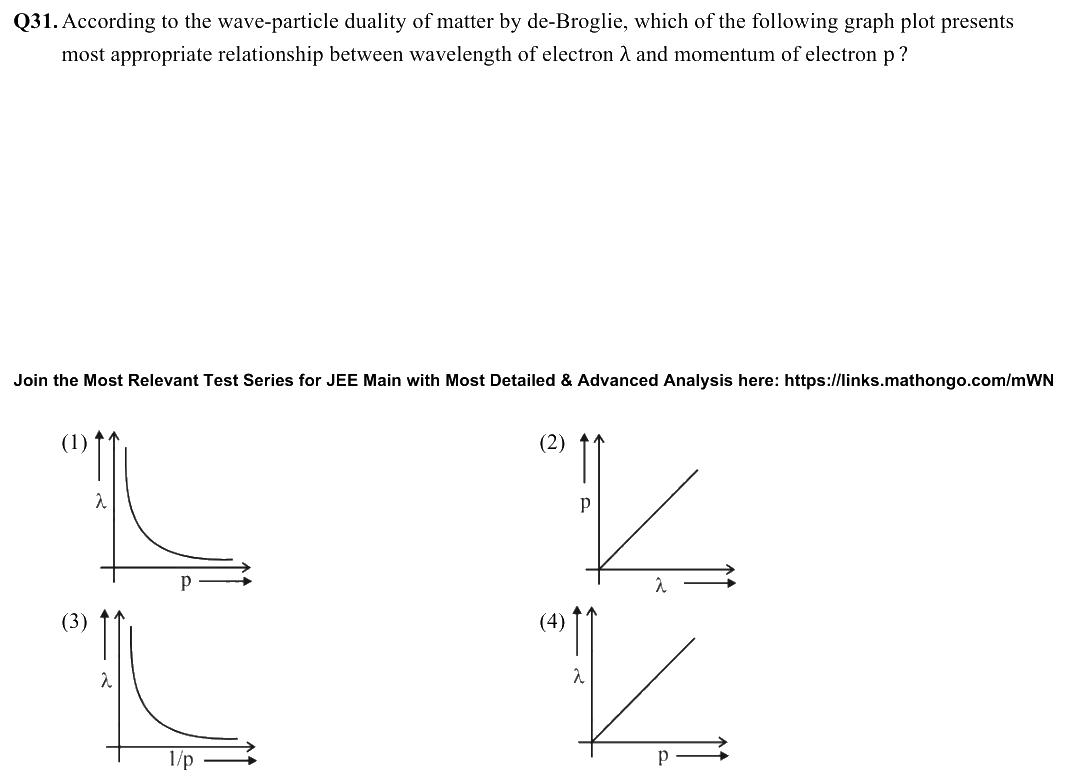 Q31. According to the wave-particle duality of matter by de-Broglie, which of the following graph plot presents
most appropriate relationship between wavelength of electron λ and momentum of electron p ?
Join the Most Relevant Test Series for JEE Main with Most Detailed & Advanced Analysis here: https://links.mathongo.com/mWN
(1)
λ
p
(2)
p
λ
(3)
λ
1/p
(4)
λ
p